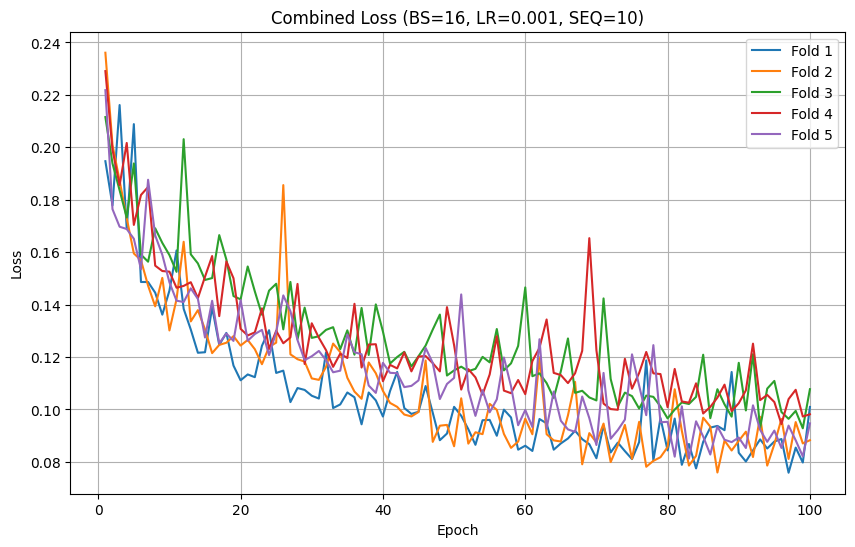 Combined Loss (BS=16, LR=0.001, SEQ=10)
Loss
0.24
0.22
0.20
0.18
0.16
0.14
0.12
0.10
0.08
Fold 1
Fold 2
Fold 3
Fold 4
Fold 5
0
20
40
60
80
100
Epoch